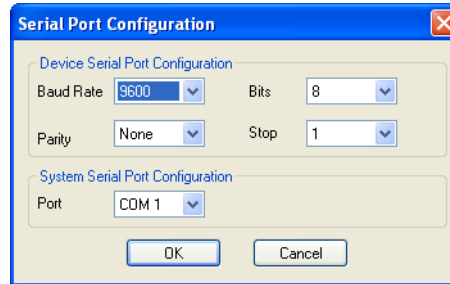 Serial Port Configuration
Device Serial Port Configuration
Baud Rate 9600 Bits 8
Parity None Stop 1
System Serial Port Configuration
Port COM 1
OK Cancel